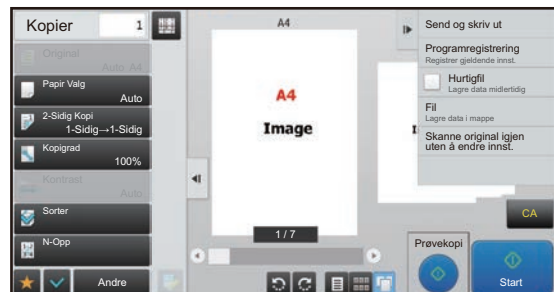 Kopier 1
Original
Auto A4
Papir Valg
Auto
2-Sidig Kopi
1-Sidig→1-Sidig
Kopigrad
100%
Kontrast
Auto
Sorter
N-Opp
Andre
A4
A4
Image
1 / 7
Send og skriv ut
Programregistrering
Registrer gjeldende innst.
Hurtigfil
Lagre data midlertidig
Fil
Lagre data i mappe
Skanne original igjen
uten å endre innst.
CA
Prøvekopi
Start